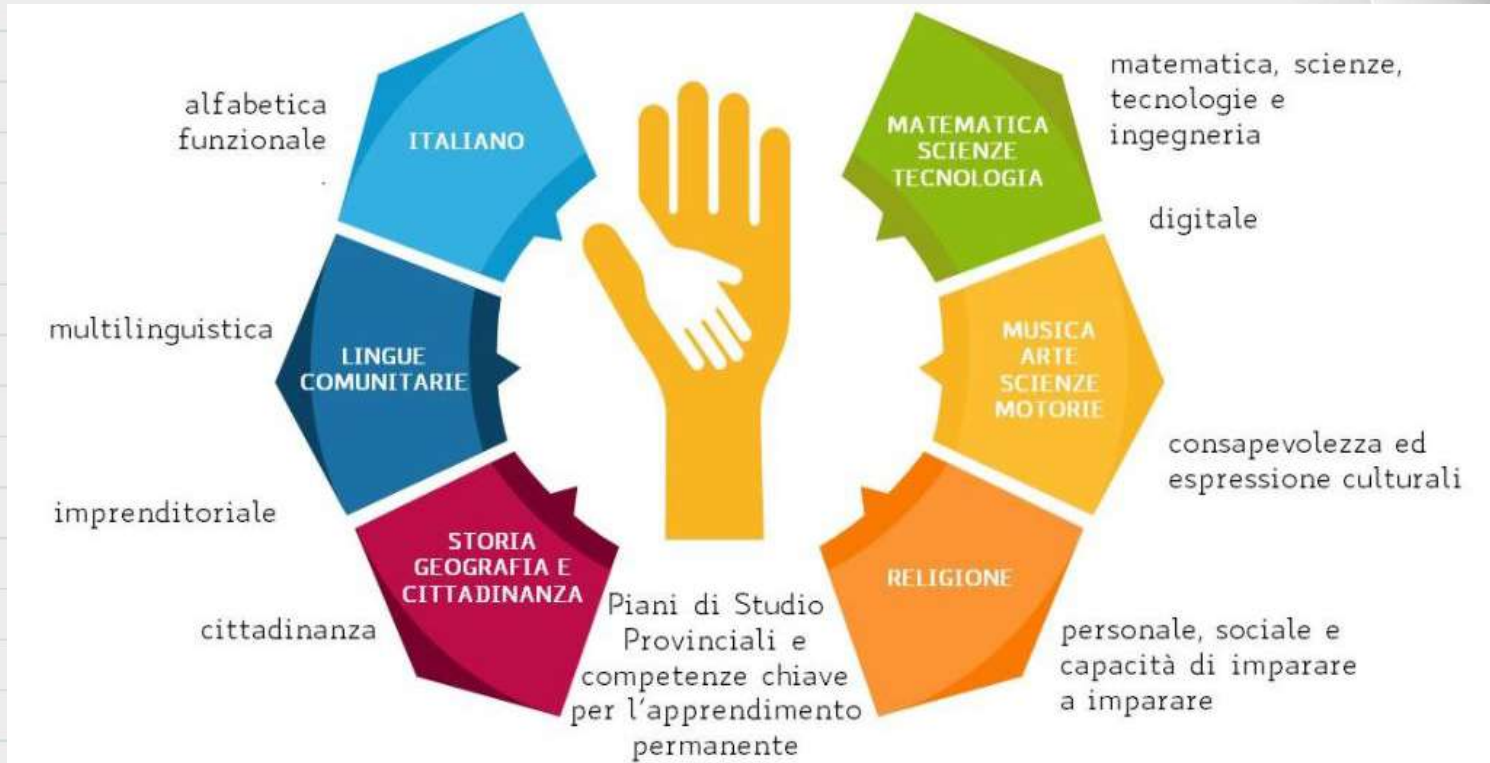 alfabetica
funzionale
.
ITALIANO
multilinguistica
LINGUE
COMUNITARIE
imprenditoriale
STORIA
GEOGRAFIA E
CITTADINANZA
cittadinanza
Piani di Studio
Provinciali e
competenze chiave
per l'apprendimento
permanente
MATEMATICA
SCIENZE
TECNOLOGIA
matematica, scienze,
tecnologie e
ingegneria
digitale
MUSICA
ARTE
SCIENZE
MOTORIE
consapevolezza ed
espressione culturali
RELIGIONE
personale, sociale e
capacità di imparare
a imparare